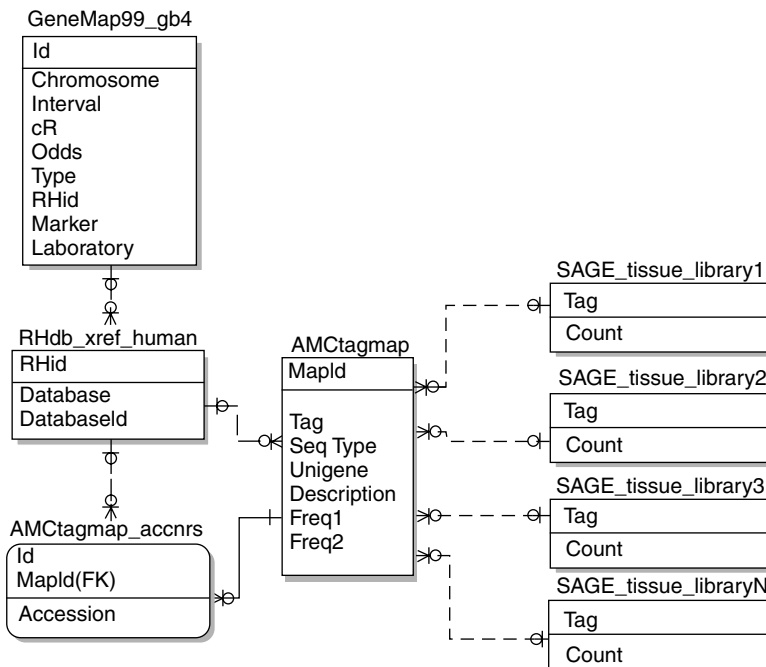 GeneMap99_gb4
Id
Chromosome
Interval
cR
Odds
Type
RHid
Marker
Laboratory
RHdb_xref_human
RHid
Database
DatabaseId
AMCtagmap_accnrs
Id
MapId(FK)
Accession
AMCtagmap
MapId
Tag
Seq Type
Unigene
Description
Freq1
Freq2
SAGE_tissue_library1
Tag
Count
SAGE_tissue_library2
Tag
Count
SAGE_tissue_library3
Tag
Count
SAGE_tissue_libraryN
Tag
Count